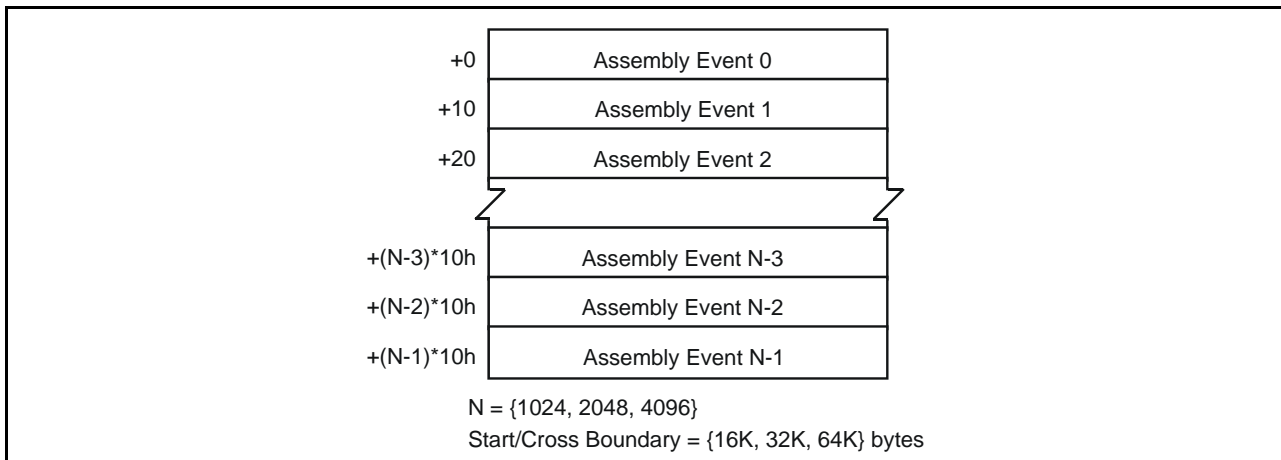 +0 Assembly Event 0
+10 Assembly Event 1
+20 Assembly Event 2
+(N-3)*10h Assembly Event N-3
+(N-2)*10h Assembly Event N-2
+(N-1)*10h Assembly Event N-1
N = {1024, 2048, 4096}
Start/Cross Boundary = {16K, 32K, 64K} bytes